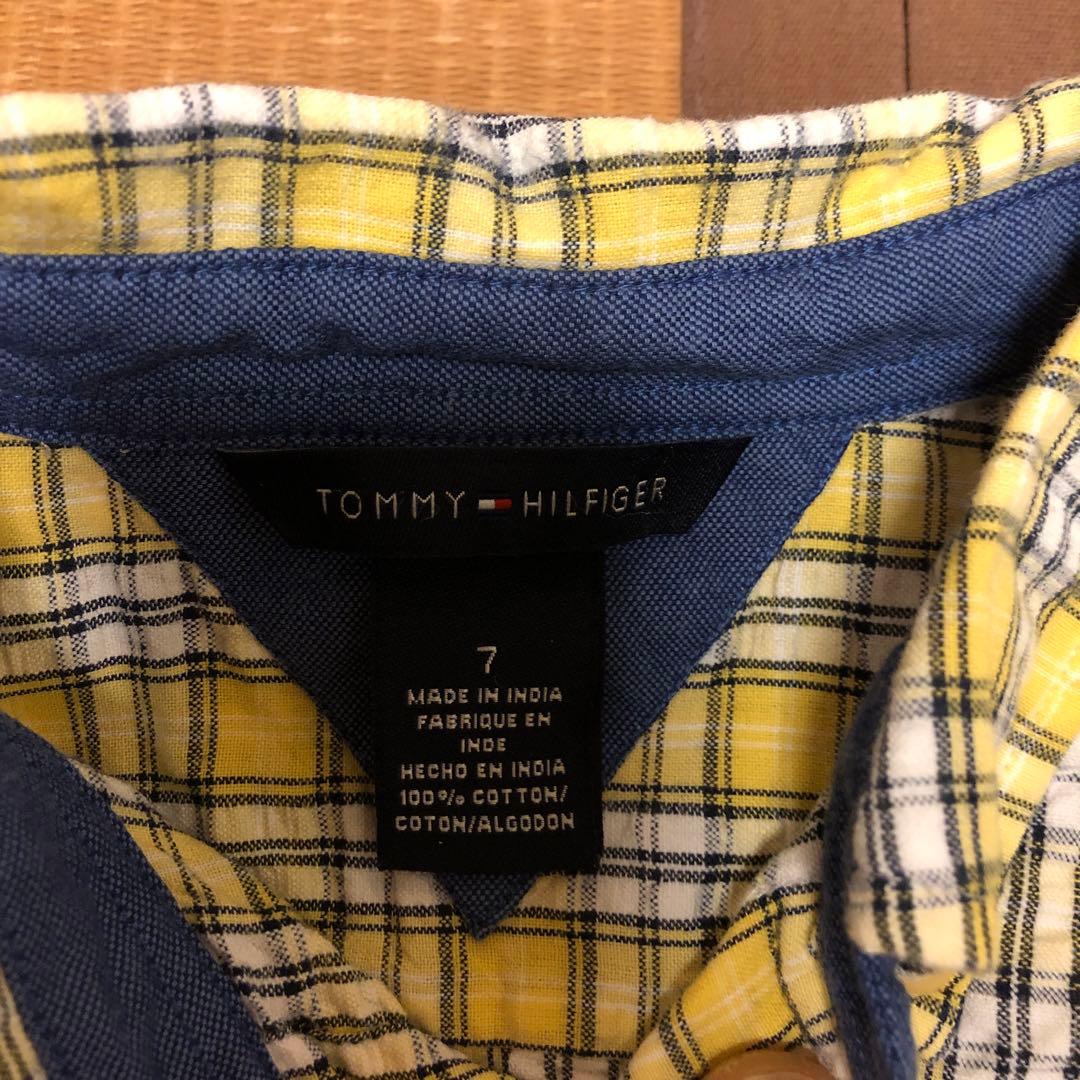 TOMMY HILFIGER
7
MADE IN INDIA
FABRIQUE EN
INDE
HECHO EN INDIA
100% COTTON/
COTON/ALGODON